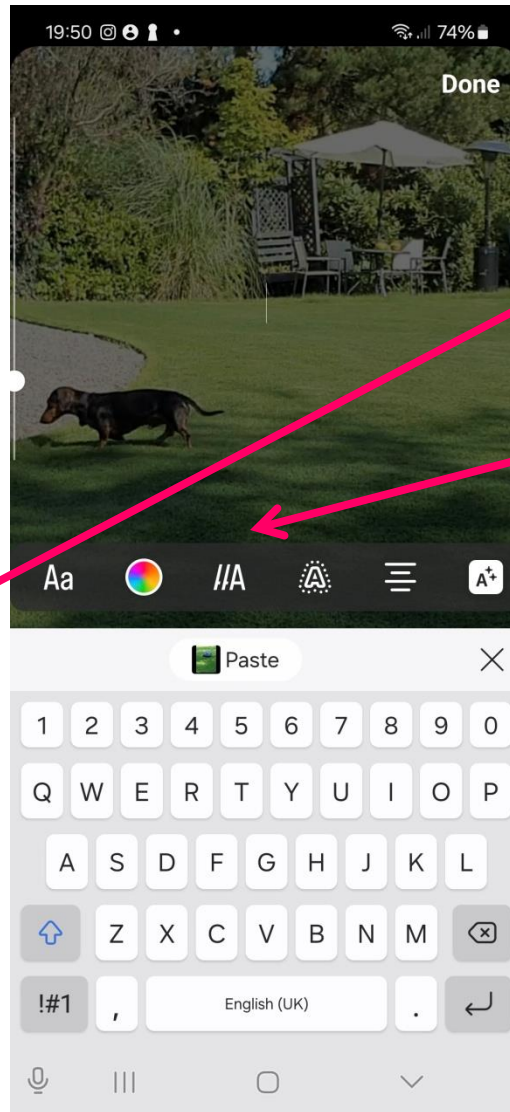 19:50 74%
Done
Aa //A A A
Paste
1 2 3 4 5 6 7 8 9 0
Q W E R T Y U I O P
A S D F G H J K L
Z X C V B N M
!#1 , English (UK) .